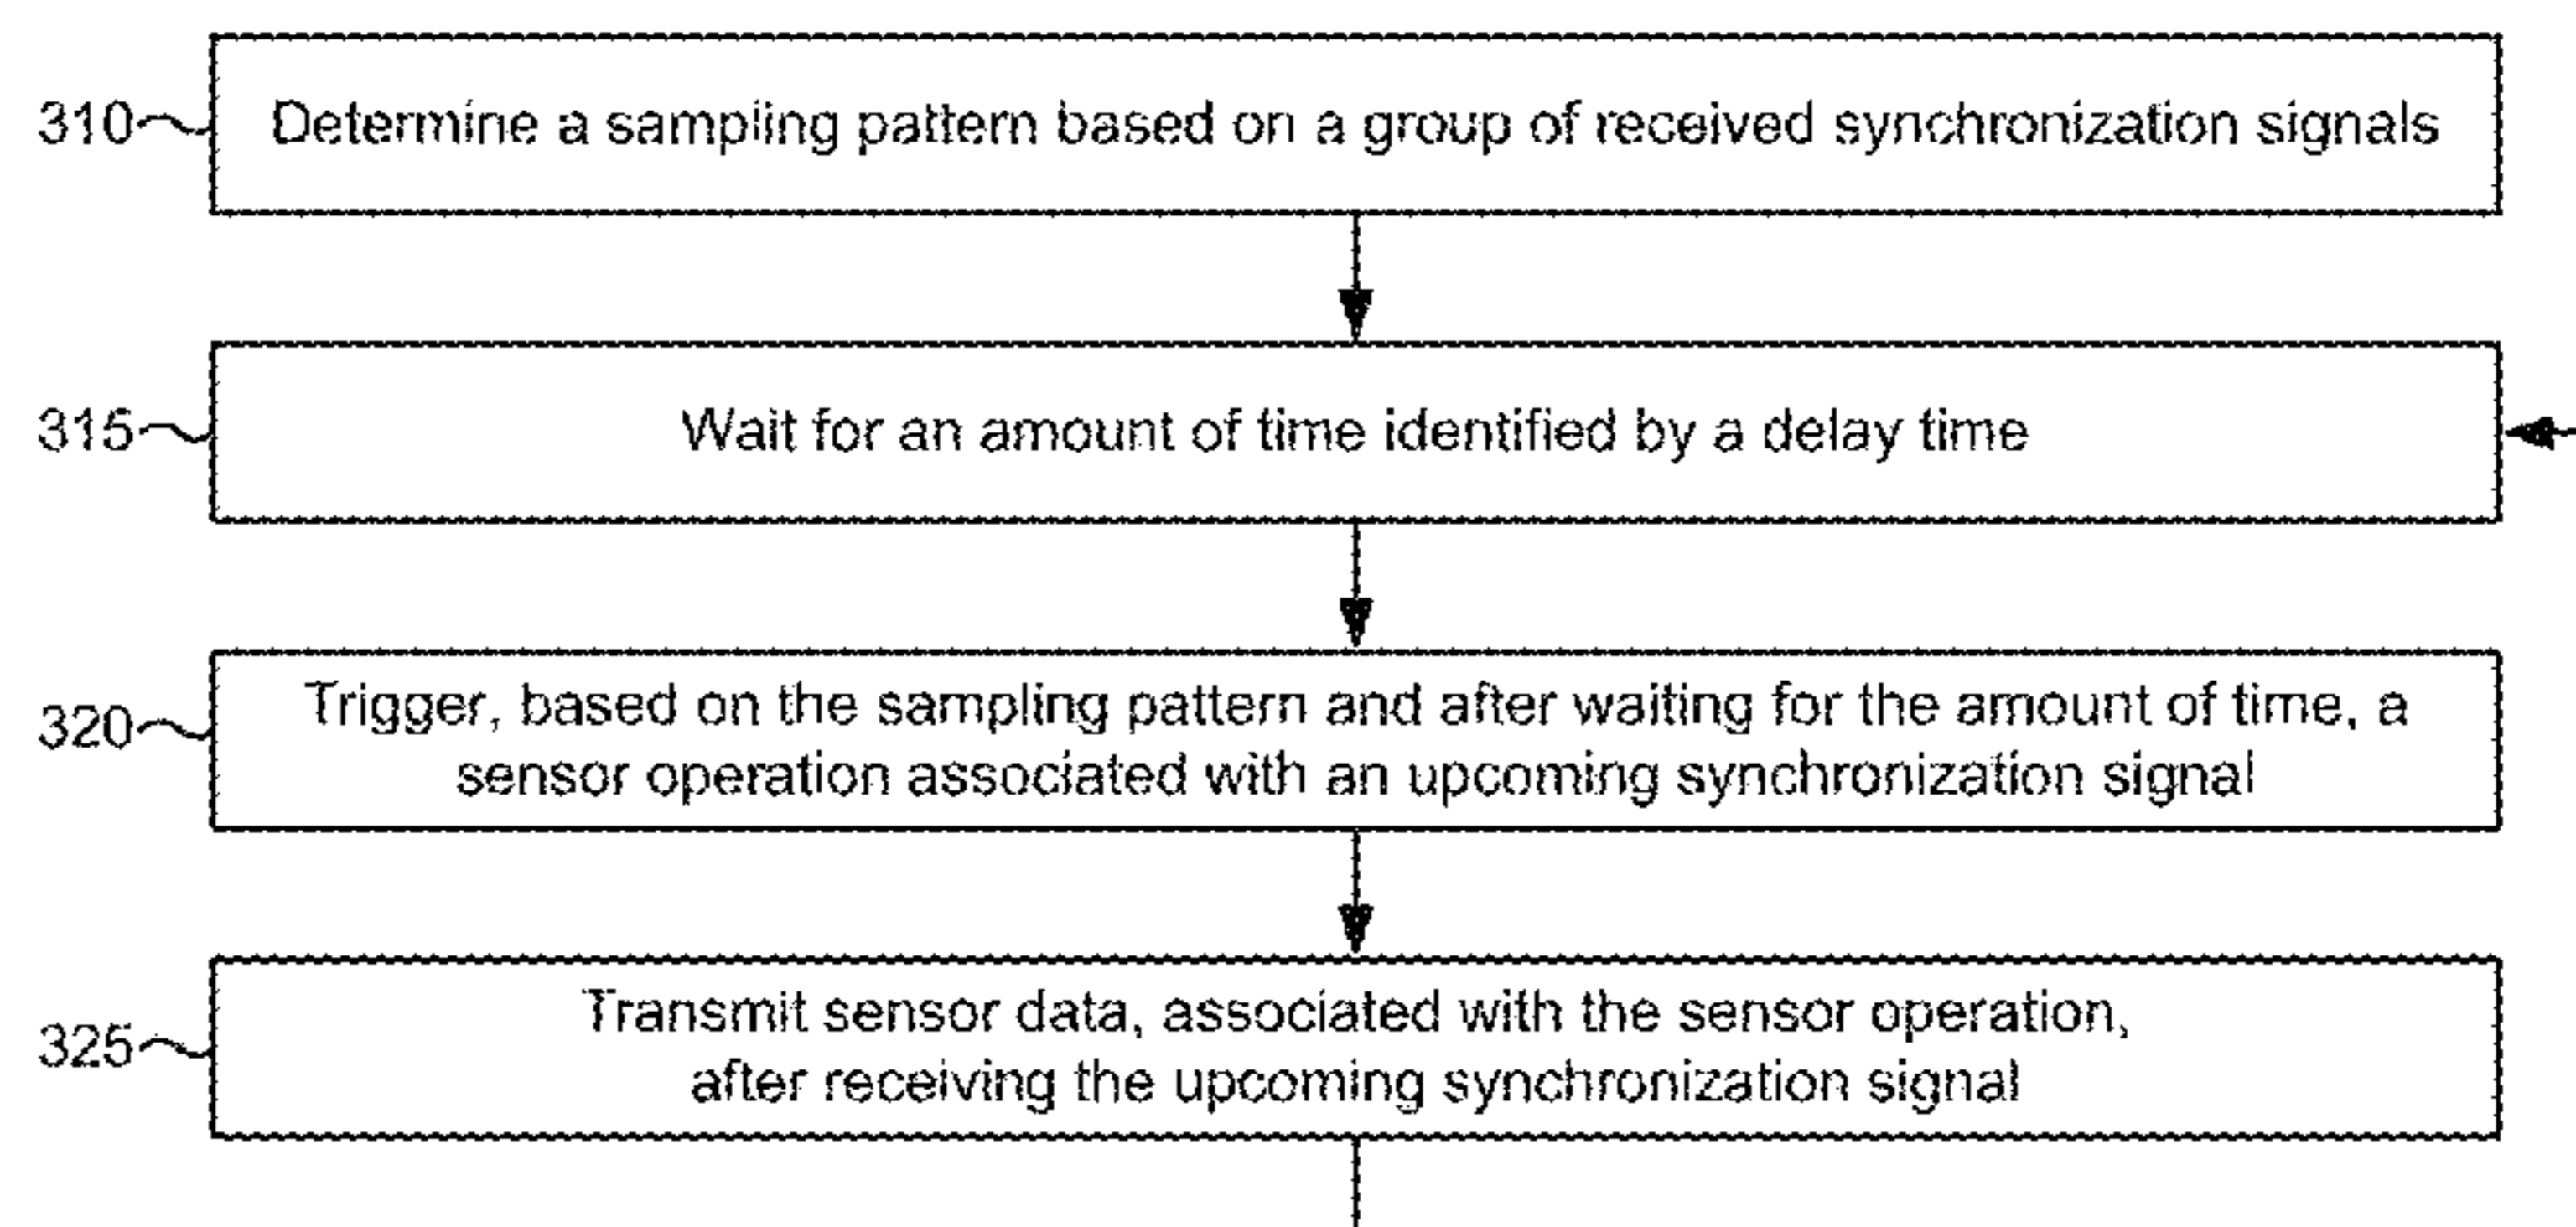 310
Determine a sampling pattern based on a group of received synchronization signals
315
Wait for an amount of time identified by a delay time
320
Trigger, based on the sampling pattern and after waiting for the amount of time, a
sensor operation associated with an upcoming synchronization signal
325
Transmit sensor data, associated with the sensor operation,
after receiving the upcoming synchronization signal